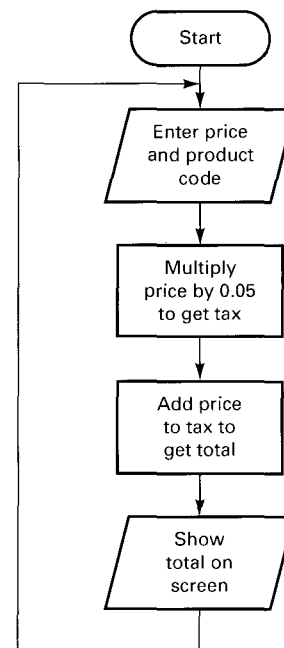 Start
Enter price
and product
code
Multiply
price by 0.05
to get tax
Add price
to tax to
get total
Show
total on
screen